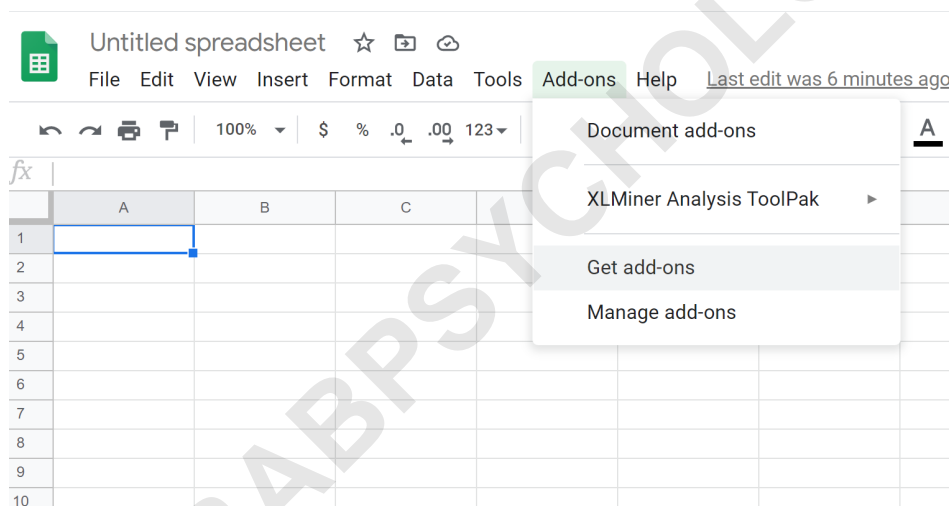 Untitled spreadsheet
File Edit View Insert Format Data Tools Add-ons Help Last edit was 6 minutes ago
100% $ % .0 .00 123 A
Document add-ons
fx
XLMiner Analysis ToolPak
A B C
1
Get add-ons
2
3
Manage add-ons
4
5
6
7
8
9
10
ABPSYCHOL